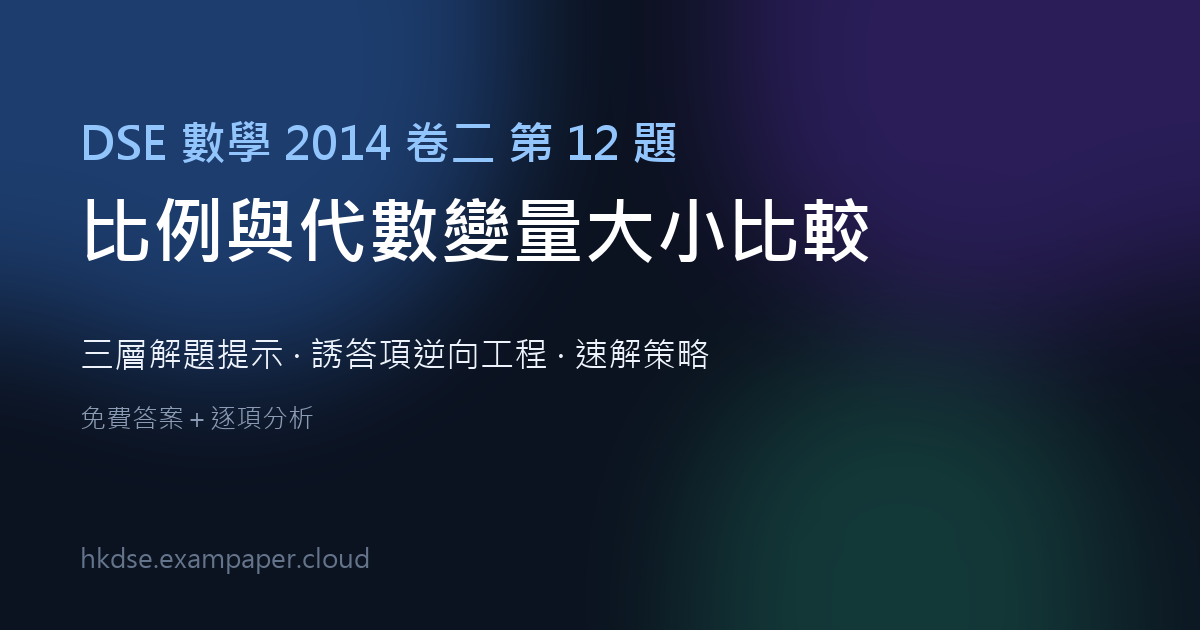 DSE 數學 2014 卷二 第 12 題
比例與代數變量大小比較
三層解題提示 · 誘答項逆向工程 · 速解策略
免費答案 + 逐項分析
hkdse.exampaper.cloud